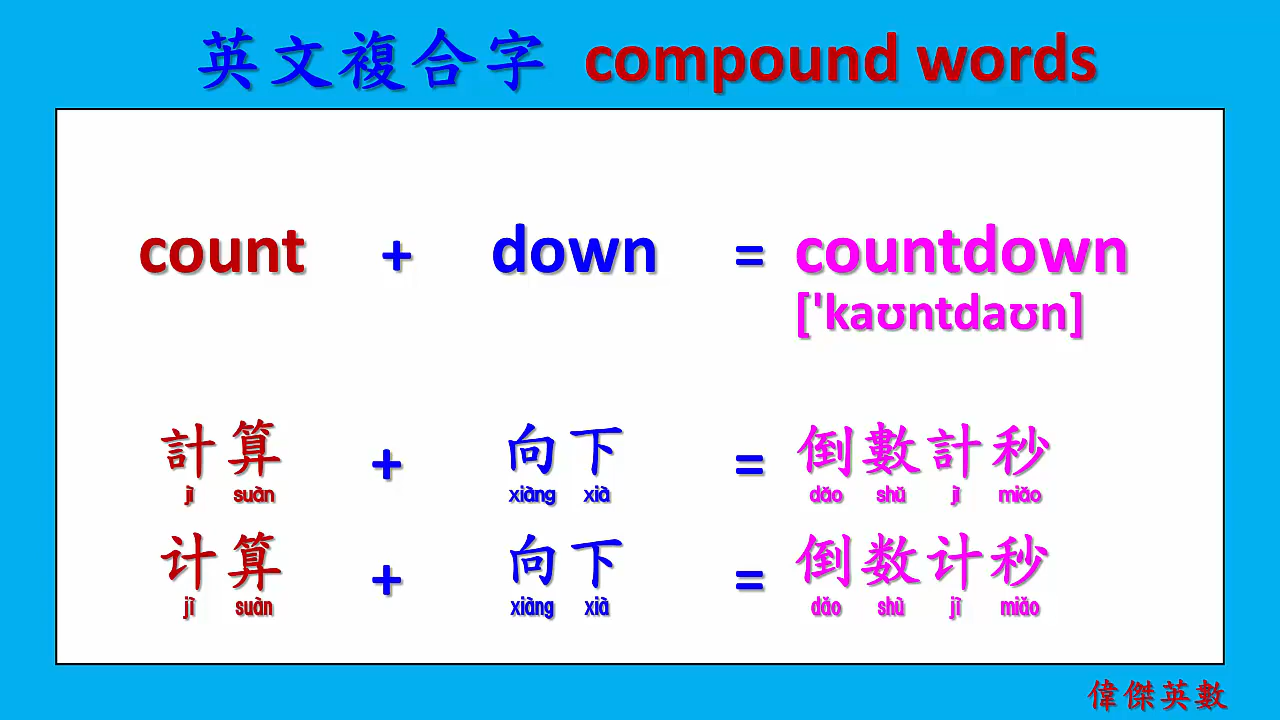 英文複合字 compound words
count + down = countdown
['kaʊntdaʊn]
計算 + 向下 = 倒數計秒
jì suàn xiàng xià dǎo shǔ jì miǎo
计算 + 向下 = 倒数计秒
jì suàn xiàng xià dǎo shù jì miǎo
偉傑英數